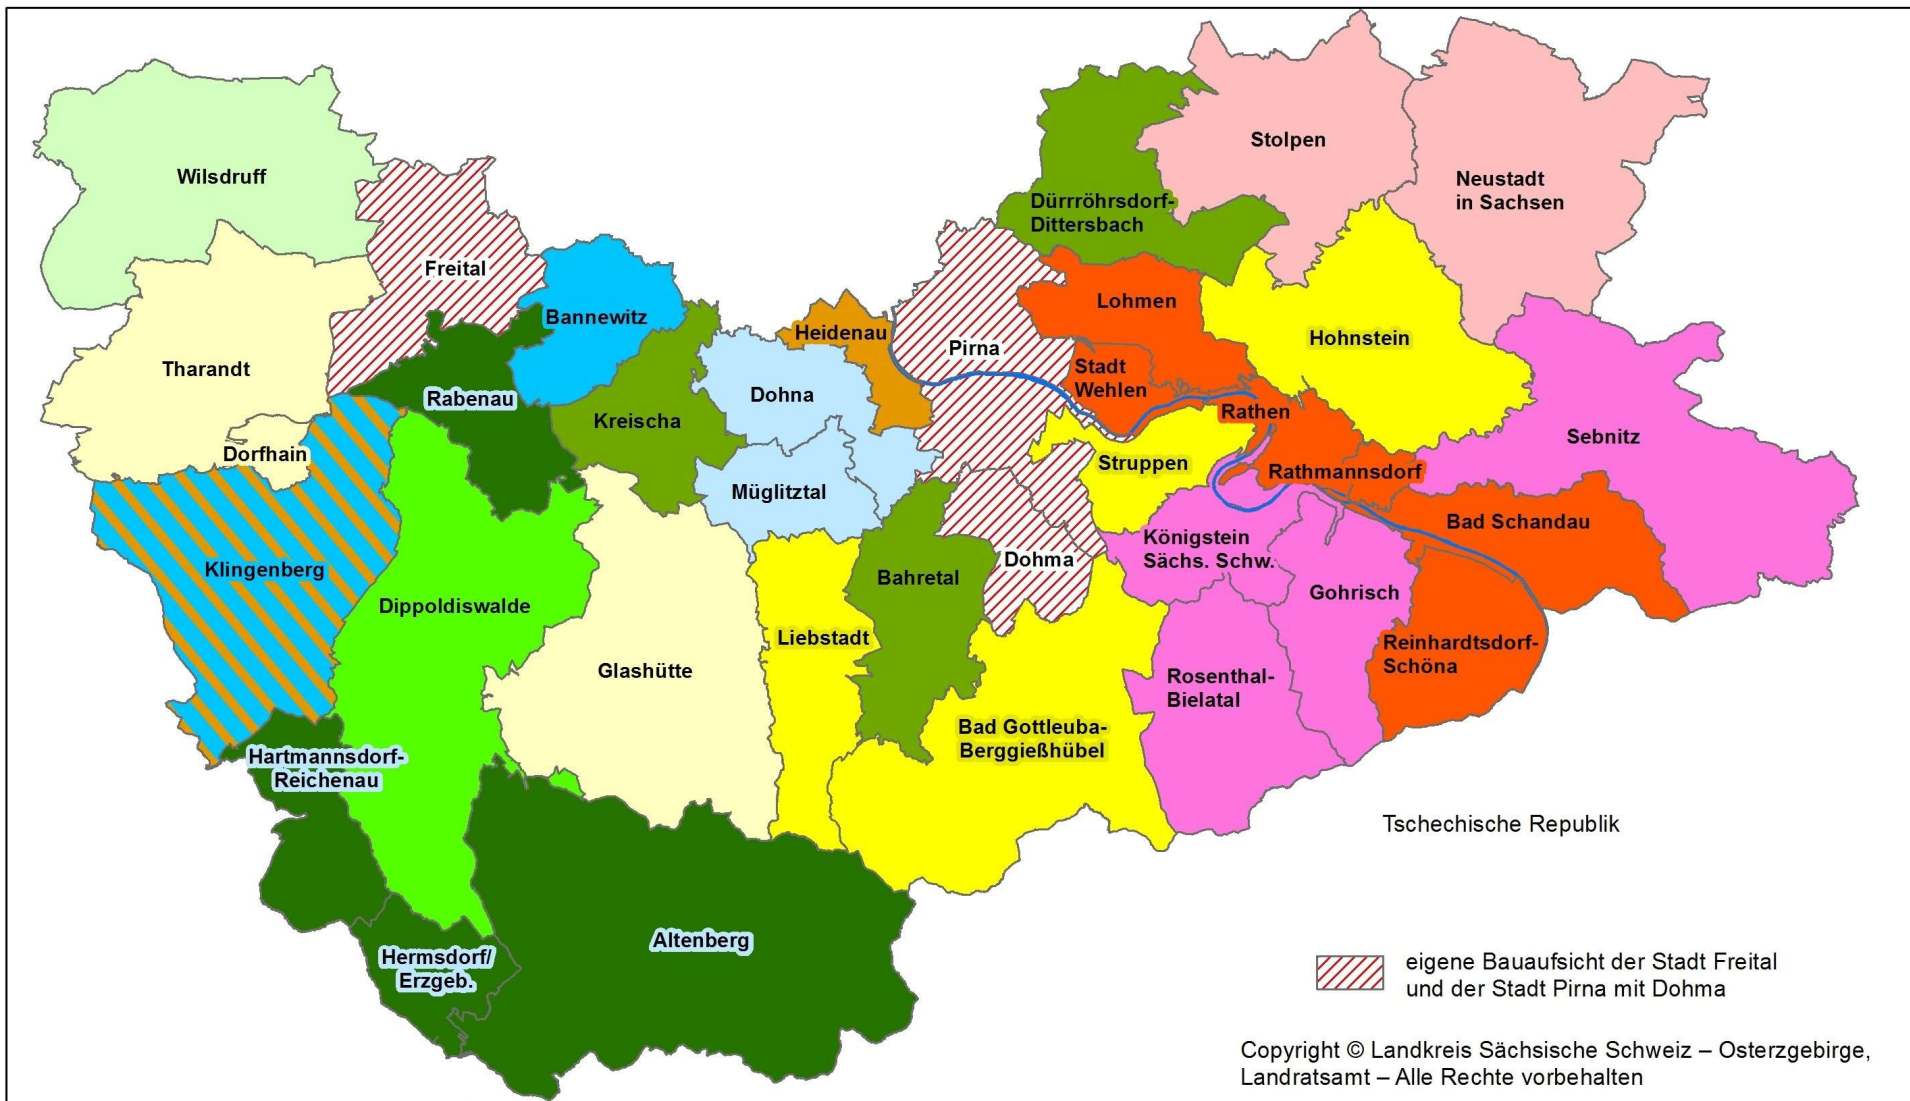 Stolpen
Wilsdruff
Neustadt
in Sachsen
Dürrröhrsdorf-
Dittersbach
Freital
Lohmen
Bannewitz
Heidenau
Hohnstein
Pirna
Tharandt
Stadt
Wehlen
Rabenau
Dohna
Rathen
Kreischa
Sebnitz
Dorfhain
Struppen
Rathmannsdorf
Müglitztal
Bad Schandau
Königstein
Sächs. Schw.
Dohma
Klingenberg
Bahretal
Gohrisch
Dippoldiswalde
Liebstadt
Reinhardtsdorf-
Schöna
Glashütte
Rosenthal-
Bielatal
Bad Gottleuba-
Berggießhübel
Hartmannsdorf-
Reichenau
Tschechische Republik
Altenberg
Hermsdorf/
Erzgeb.
eigene Bauaufsicht der Stadt Freital
und der Stadt Pirna mit Dohma
Copyright © Landkreis Sächsische Schweiz – Osterzgebirge,
Landratsamt – Alle Rechte vorbehalten